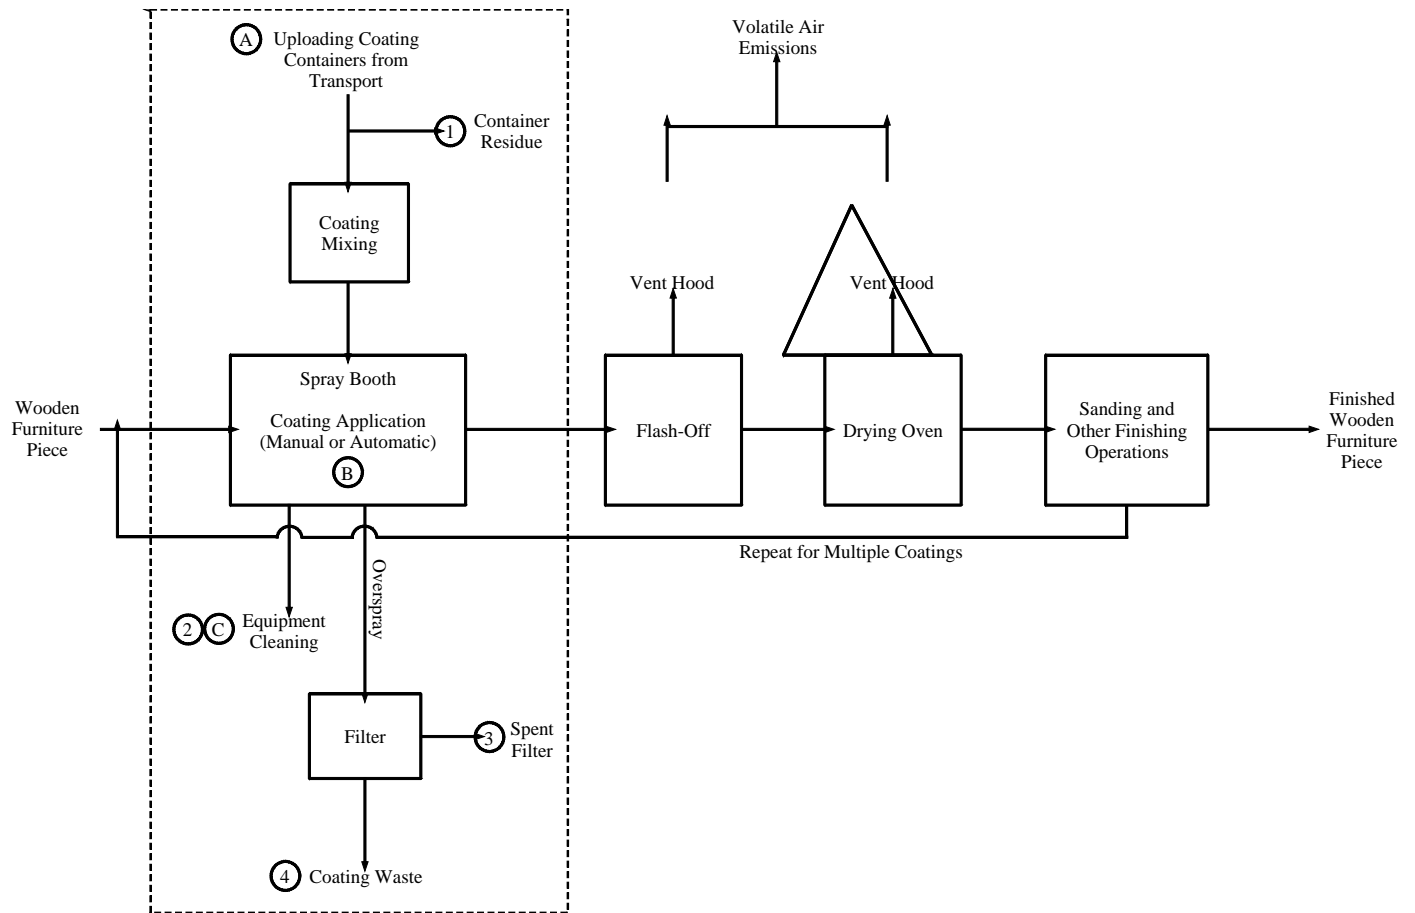 A
Uploading Coating
Containers from
Transport
Volatile Air
Emissions
1
Container
Residue
Coating
Mixing
Vent Hood
Vent Hood
Spray Booth
Coating Application
(Manual or Automatic)
B
Wooden
Furniture
Piece
Flash-Off
Drying Oven
Sanding and
Other Finishing
Operations
Finished
Wooden
Furniture
Piece
Repeat for Multiple Coatings
Overspray
2
C
Equipment
Cleaning
Filter
3
Spent
Filter
4
Coating Waste